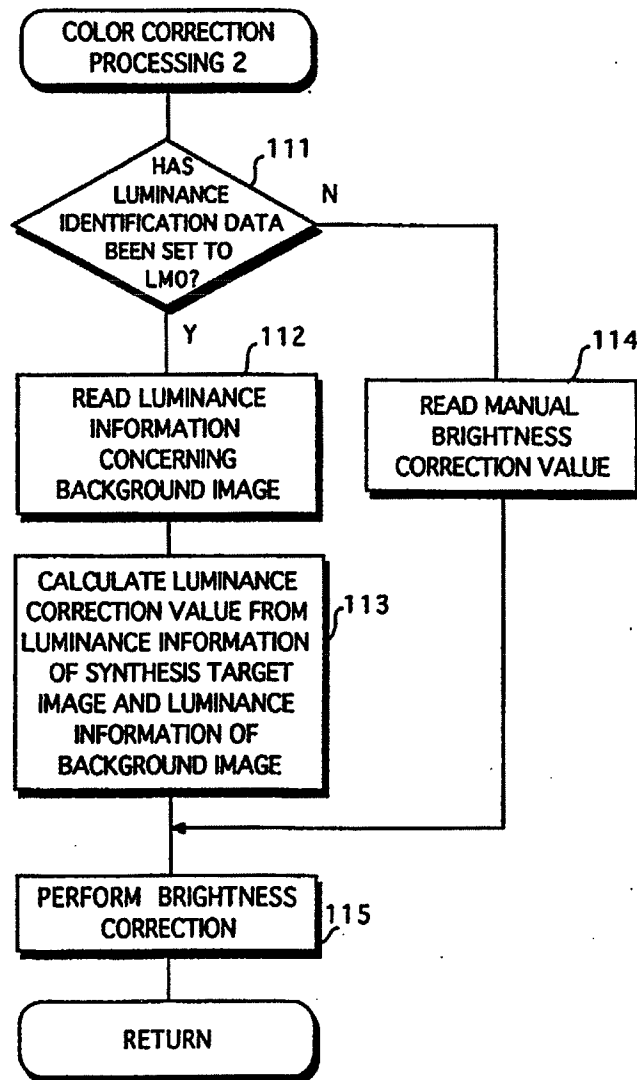 COLOR CORRECTION
PROCESSING 2
111
HAS
LUMINANCE
IDENTIFICATION DATA
BEEN SET TO
LM0?
N
Y
112
READ LUMINANCE
INFORMATION
CONCERNING
BACKGROUND IMAGE
114
READ MANUAL
BRIGHTNESS
CORRECTION VALUE
113
CALCULATE LUMINANCE
CORRECTION VALUE FROM
LUMINANCE INFORMATION
OF SYNTHESIS TARGET
IMAGE AND LUMINANCE
INFORMATION OF
BACKGROUND IMAGE
PERFORM BRIGHTNESS
CORRECTION
115
RETURN